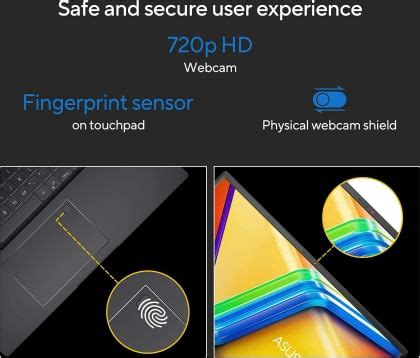 Safe and secure user experience
720p HD
Webcam
Fingerprint sensor
on touchpad
Physical webcam shield
ASUS